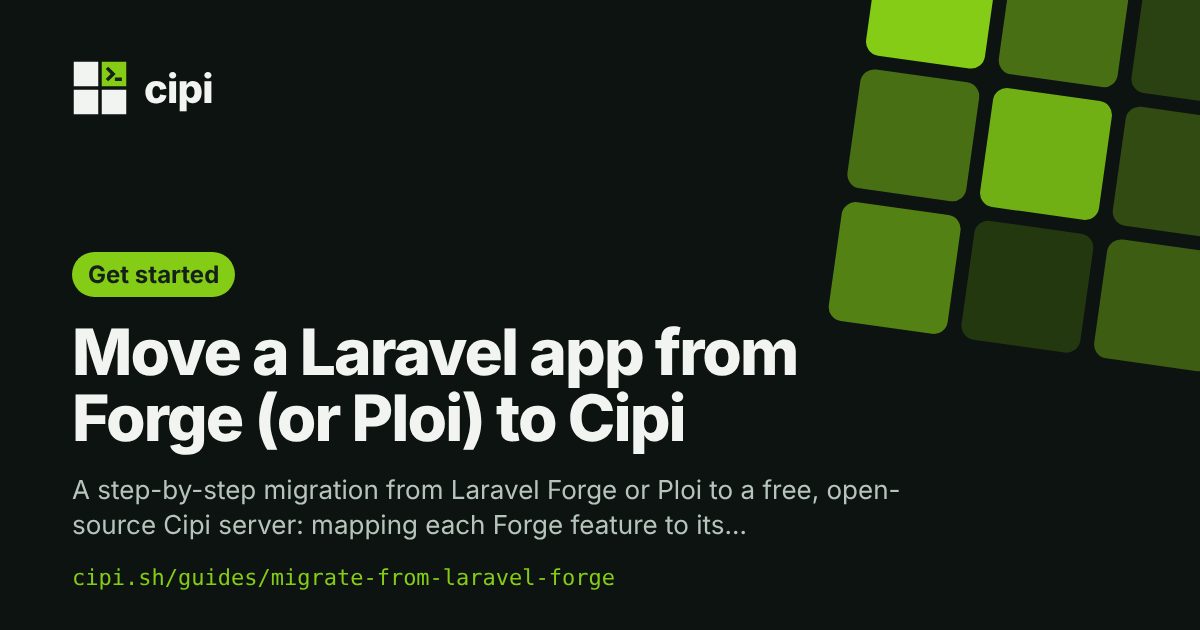 cipi
Get started
Move a Laravel app from
Forge (or Ploi) to Cipi
A step-by-step migration from Laravel Forge or Ploi to a free, open-
source Cipi server: mapping each Forge feature to its...
cipi.sh/guides/migrate-from-laravel-forge